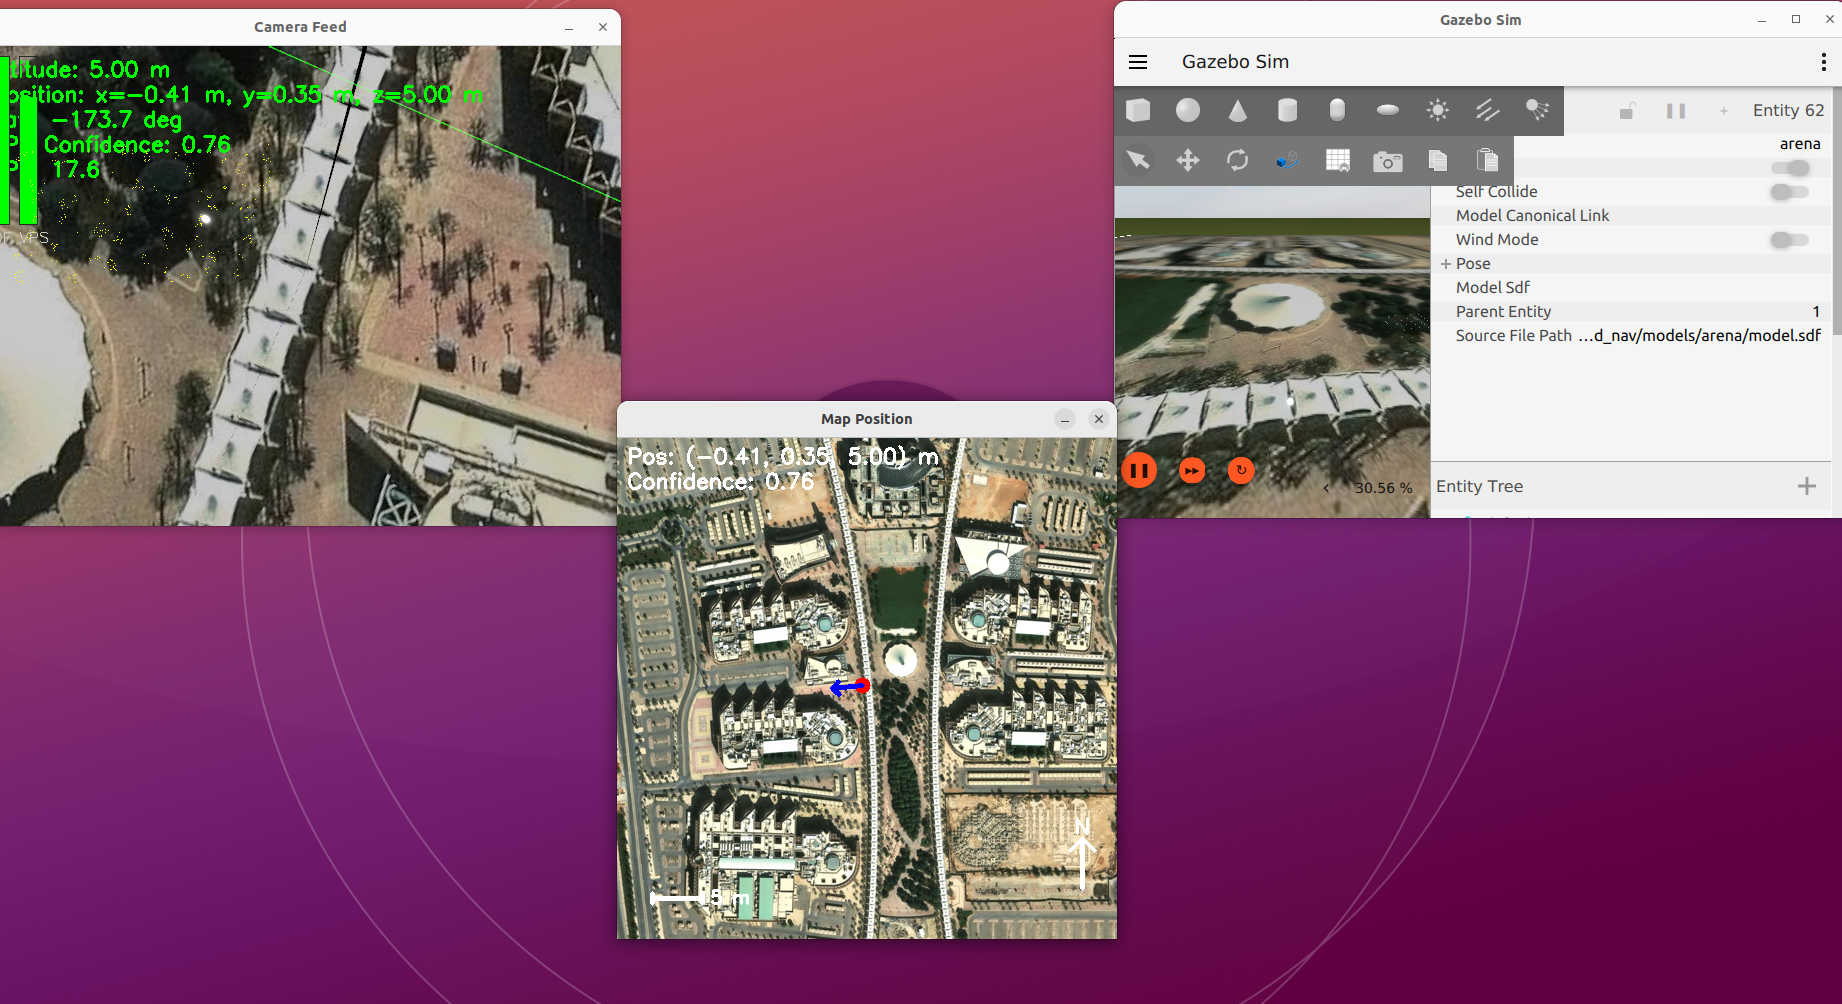 Camera Feed
titude: 5.00 m
osition: x=-0.41 m, y=0.35 m, z=5.00 m
-173.7 deg
Confidence: 0.76
17.6
VPS
Map Position
Pos: (-0.41, 0.35, 5.00) m
Confidence: 0.76
N
5 m
Gazebo Sim
Gazebo Sim
Entity 62
arena
Self Collide
Model Canonical Link
Wind Mode
Pose
Model Sdf
Parent Entity 1
Source File Path ...d_nav/models/arena/model.sdf
30.56 %
Entity Tree